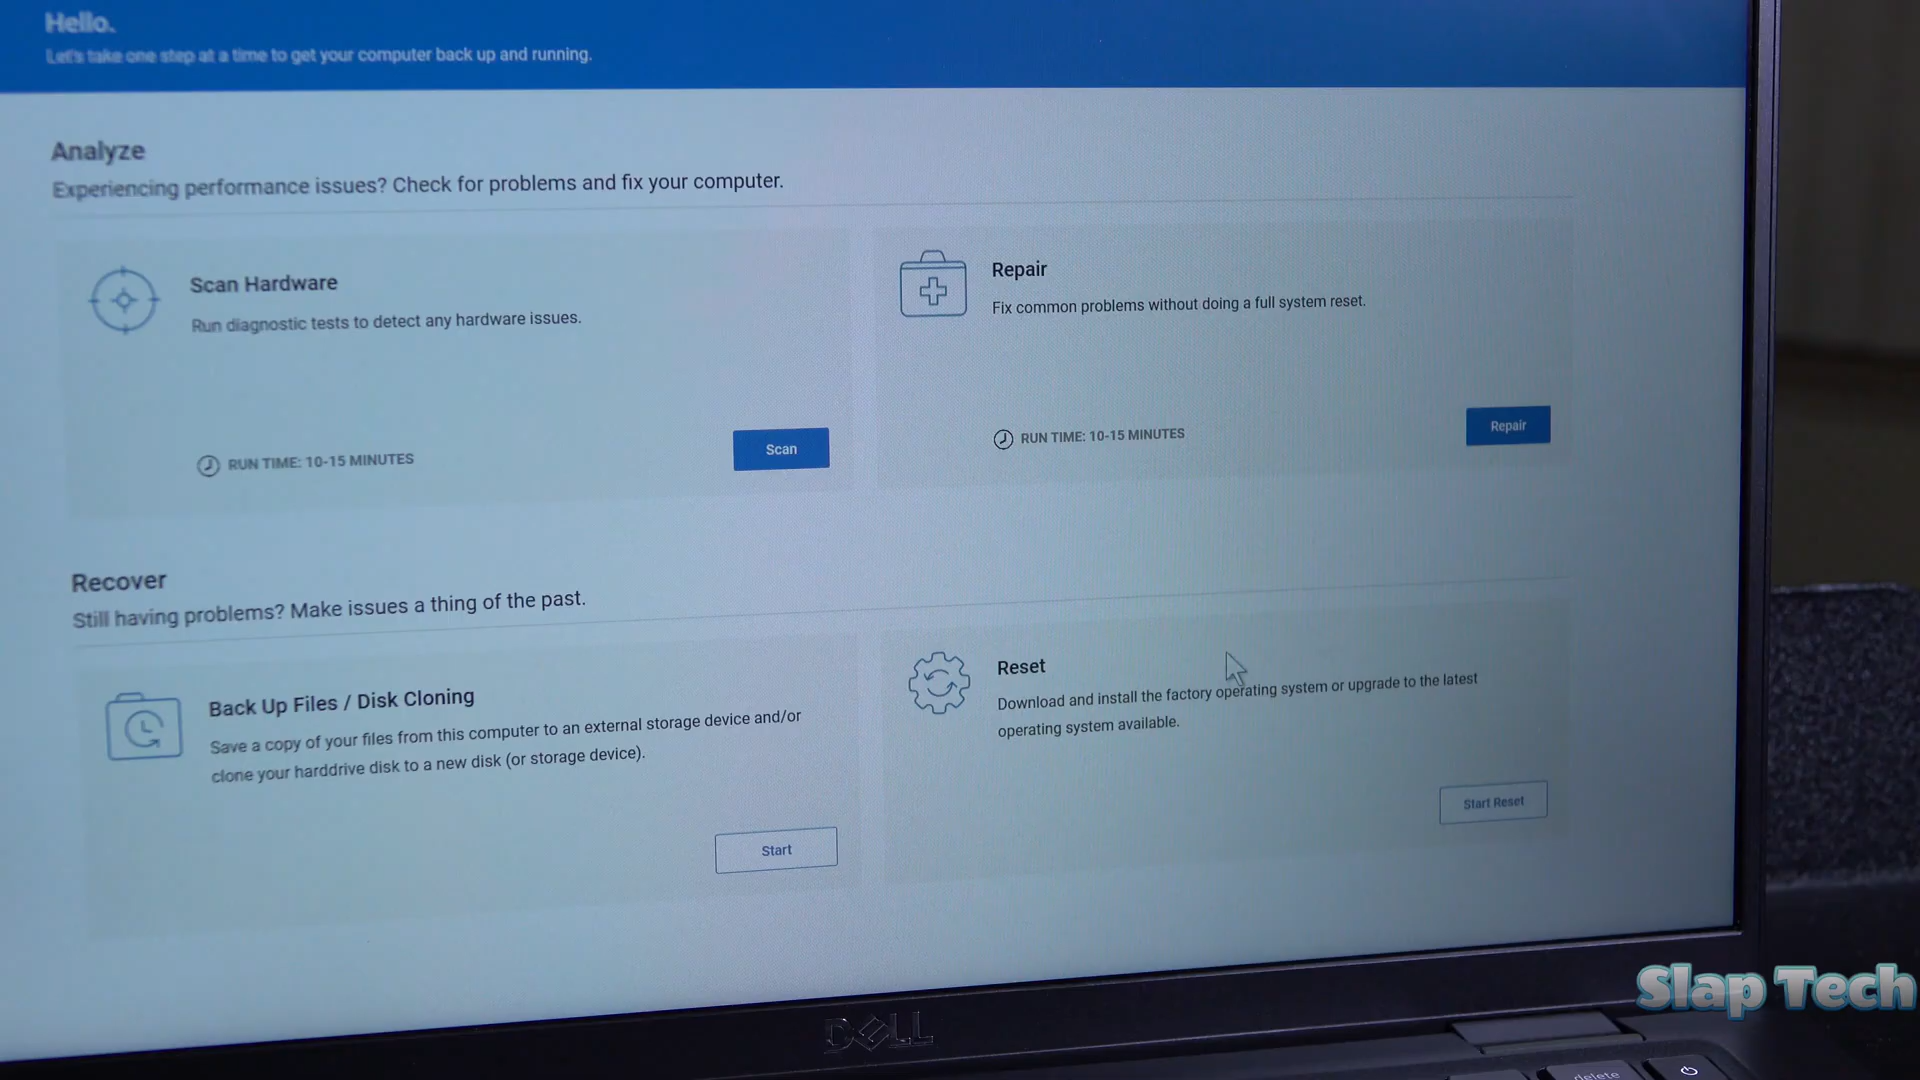 Hello.
Let's take one step at a time to get your computer back up and running.
Analyze
Experiencing performance issues? Check for problems and fix your computer.
Scan Hardware
Run diagnostic tests to detect any hardware issues.
RUN TIME: 10-15 MINUTES
Scan
Repair
Fix common problems without doing a full system reset.
RUN TIME: 10-15 MINUTES
Repair
Recover
Still having problems? Make issues a thing of the past.
Back Up Files / Disk Cloning
Save a copy of your files from this computer to an external storage device and/or
clone your harddrive disk to a new disk (or storage device).
Start
Reset
Download and install the factory operating system or upgrade to the latest
operating system available.
Start Reset
DELL
Slap Tech
delete